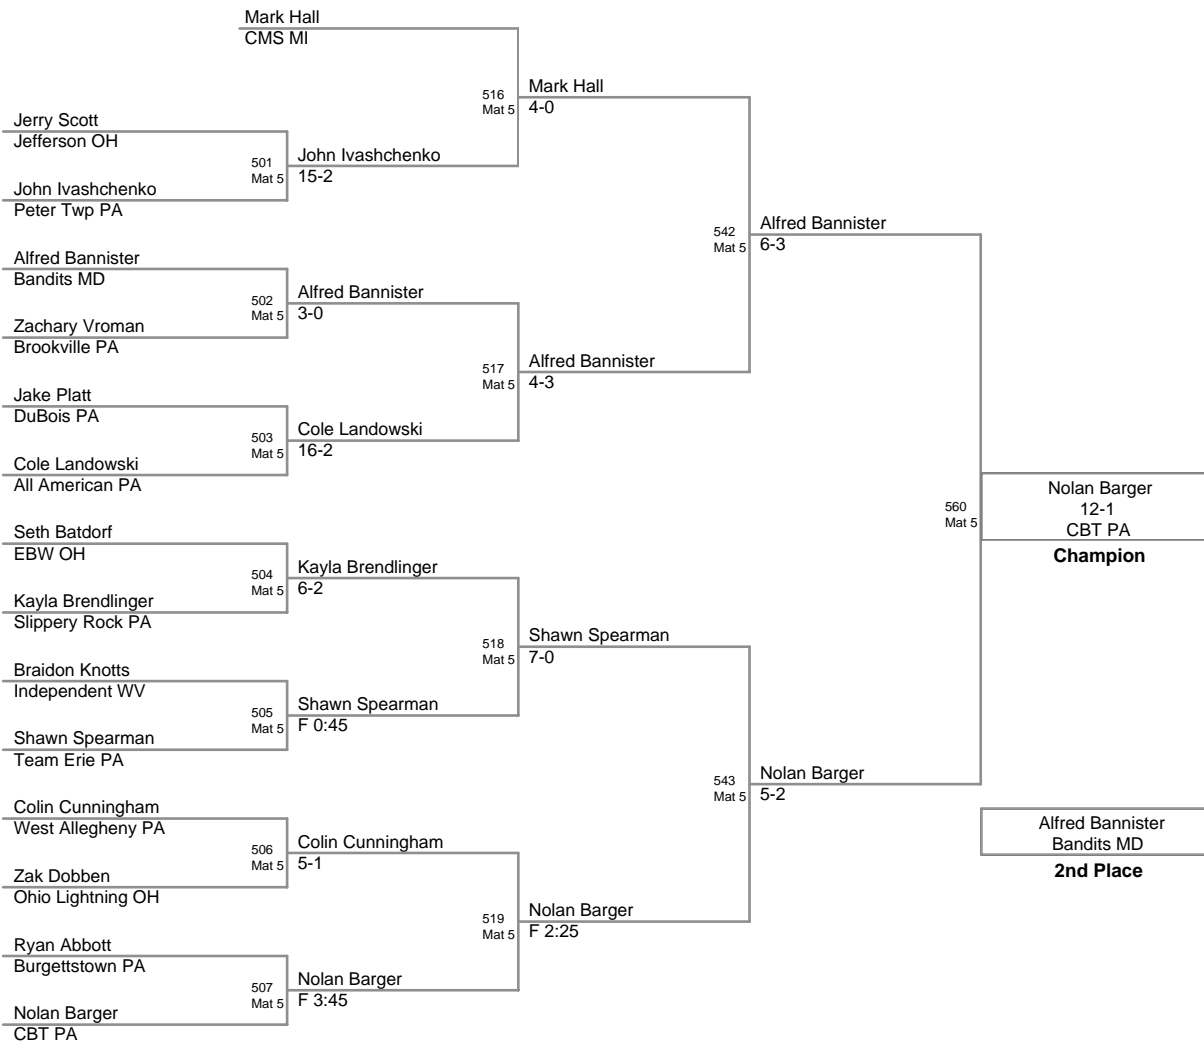 Mark Hall
CMS MI
516
Mat 5
Mark Hall
4-0
Jerry Scott
Jefferson OH
501
Mat 5
John Ivashchenko
15-2
John Ivashchenko
Peter Twp PA
542
Mat 5
Alfred Bannister
6-3
Alfred Bannister
Bandits MD
502
Mat 5
Alfred Bannister
3-0
Zachary Vroman
Brookville PA
517
Mat 5
Alfred Bannister
4-3
Jake Platt
DuBois PA
503
Mat 5
Cole Landowski
16-2
Cole Landowski
All American PA
560
Mat 5
Nolan Barger
12-1
CBT PA
Champion
Seth Batdorf
EBW OH
504
Mat 5
Kayla Brendlinger
6-2
Kayla Brendlinger
Slippery Rock PA
518
Mat 5
Shawn Spearman
7-0
Braidon Knotts
Independent WV
505
Mat 5
Shawn Spearman
F 0:45
Shawn Spearman
Team Erie PA
543
Mat 5
Nolan Barger
5-2
Colin Cunningham
West Allegheny PA
506
Mat 5
Colin Cunningham
5-1
Alfred Bannister
Bandits MD
2nd Place
Zak Dobben
Ohio Lightning OH
519
Mat 5
Nolan Barger
F 2:25
Ryan Abbott
Burgettstown PA
507
Mat 5
Nolan Barger
F 3:45
Nolan Barger
CBT PA